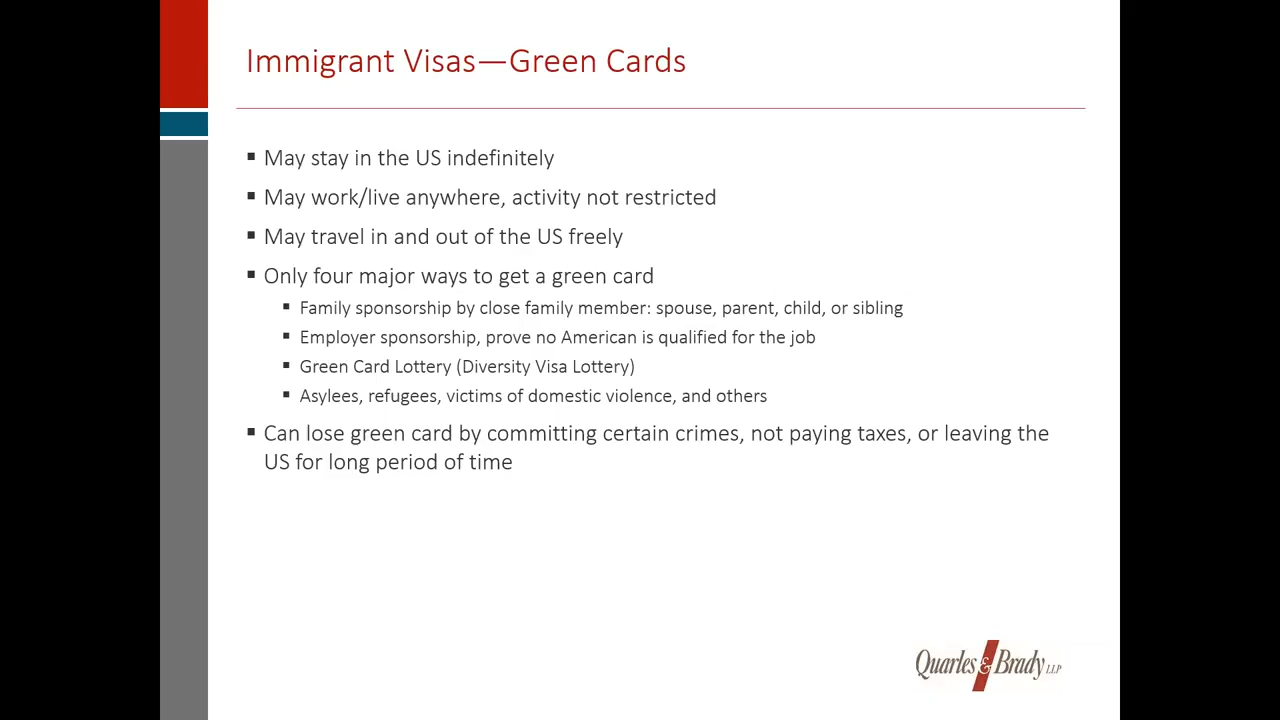 Immigrant Visas—Green Cards
▪ May stay in the US indefinitely
▪ May work/live anywhere, activity not restricted
▪ May travel in and out of the US freely
▪ Only four major ways to get a green card
▪ Family sponsorship by close family member: spouse, parent, child, or sibling
▪ Employer sponsorship, prove no American is qualified for the job
▪ Green Card Lottery (Diversity Visa Lottery)
▪ Asylees, refugees, victims of domestic violence, and others
▪ Can lose green card by committing certain crimes, not paying taxes, or leaving the
US for long period of time
Quarles & Brady LLP